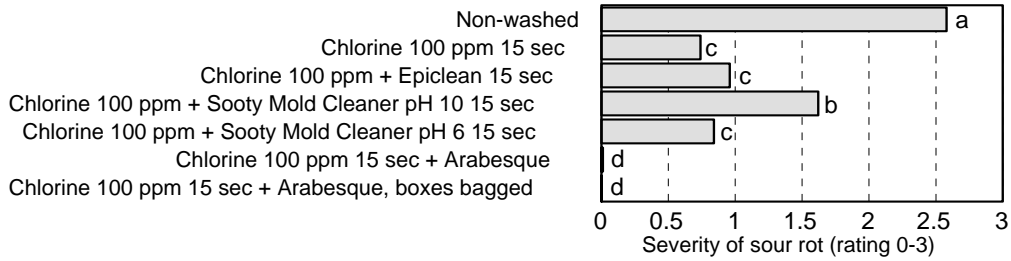 Non-washed a
Chlorine 100 ppm 15 sec c
Chlorine 100 ppm + Epiclean 15 sec c
Chlorine 100 ppm + Sooty Mold Cleaner pH 10 15 sec b
Chlorine 100 ppm + Sooty Mold Cleaner pH 6 15 sec c
Chlorine 100 ppm 15 sec + Arabesque d
Chlorine 100 ppm 15 sec + Arabesque, boxes bagged d
0 0.5 1 1.5 2 2.5 3
Severity of sour rot (rating 0-3)